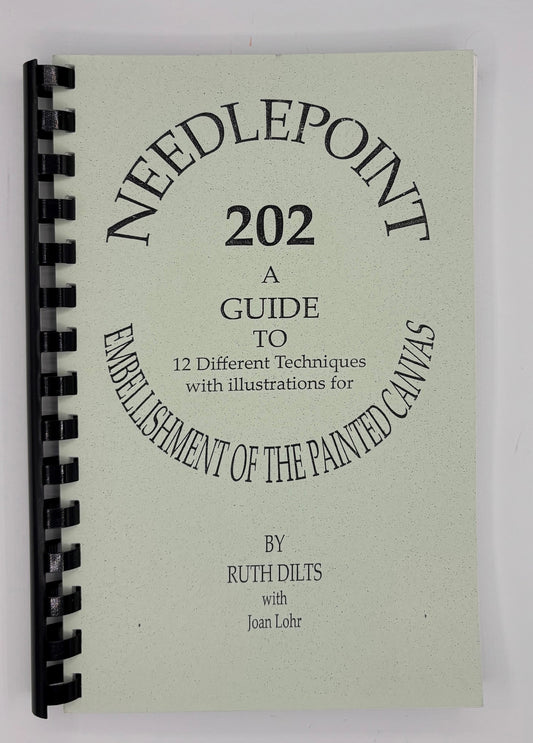 NEEDLEPOINT
202
A
GUIDE
TO
12 Different Techniques
with illustrations for
EMBELLISHMENT OF THE PAINTED CANVAS
BY
RUTH DILTS
with
Joan Lohr